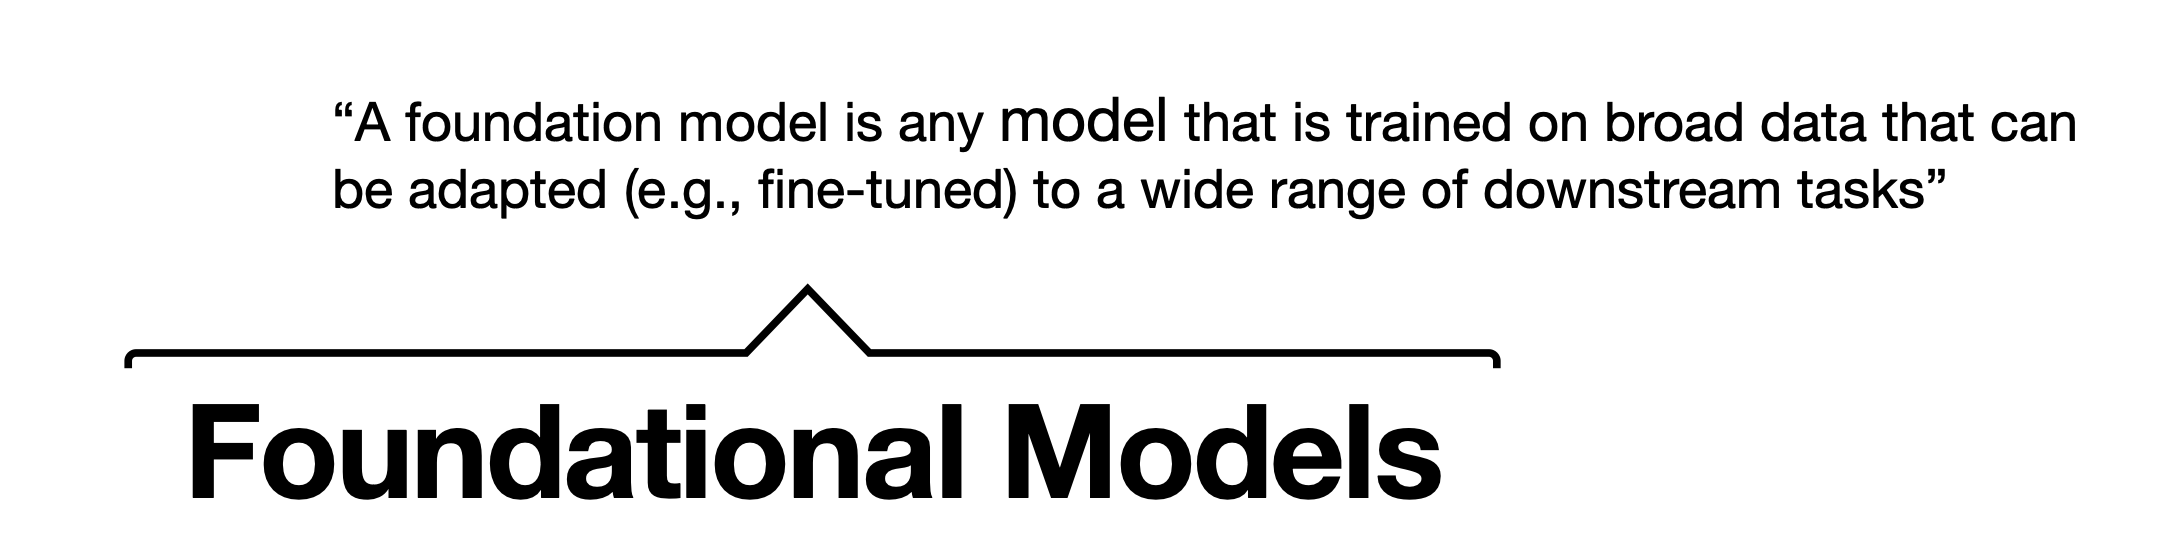 “A foundation model is any model that is trained on broad data that can
be adapted (e.g., fine-tuned) to a wide range of downstream tasks”
Foundational Models